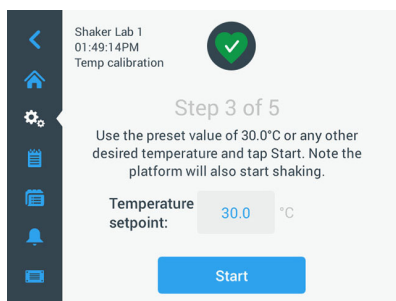 Shaker Lab 1
01:49:14PM
Temp calibration
Step 3 of 5
Use the preset value of 30.0°C or any other
desired temperature and tap Start. Note the
platform will also start shaking.
Temperature
setpoint:
30.0 °C
Start